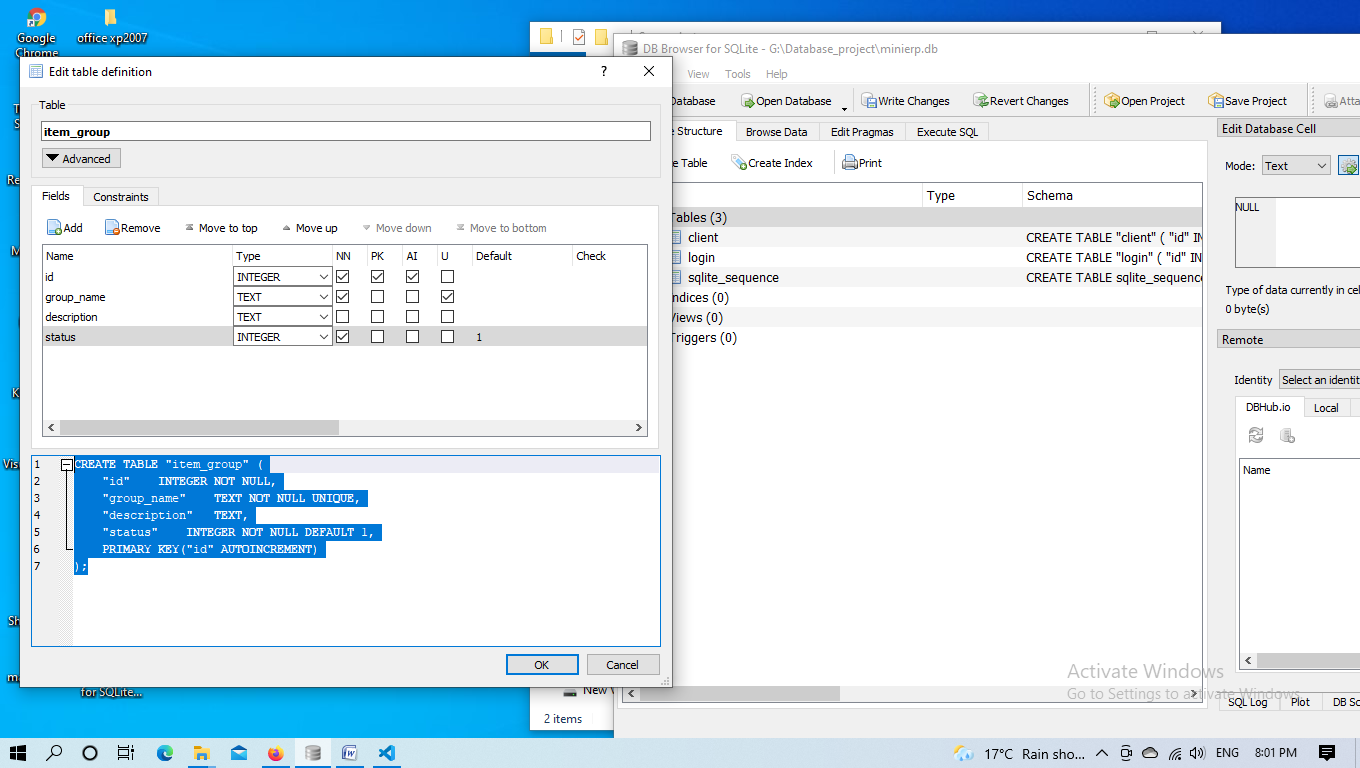 Google
Chrome
office xp2007
DB Browser for SQLite - G:\Database_project\minierp.db
View Tools Help
Database Open Database Write Changes Revert Changes Open Project Save Project Atta
Structure Browse Data Edit Pragmas Execute SQL
Table Create Index Print
Type Schema
Tables (3)
client CREATE TABLE "client" ( "id" IN
login CREATE TABLE "login" ( "id" IN
sqlite_sequence CREATE TABLE sqlite_sequence
Indices (0)
Views (0)
Triggers (0)
Edit Database Cell
Mode: Text
NULL
Type of data currently in cel
0 byte(s)
Remote
Identity Select an identit
DBHub.io Local
Name
SQL Log Plot DB Sc
Edit table definition ?
Table
item_group
Advanced
Fields Constraints
Add Remove Move to top Move up Move down Move to bottom
Name Type NN PK AI U Default Check
id INTEGER
group_name TEXT
description TEXT
status INTEGER 1
1 CREATE TABLE "item_group" (
2 "id" INTEGER NOT NULL,
3 "group_name" TEXT NOT NULL UNIQUE,
4 "description" TEXT,
5 "status" INTEGER NOT NULL DEFAULT 1,
6 PRIMARY KEY("id" AUTOINCREMENT)
7 );
OK Cancel
for SQLite...
New
2 items
Activate Windows
Go to Settings to activate Windows.
17°C Rain sho... ENG 8:01 PM